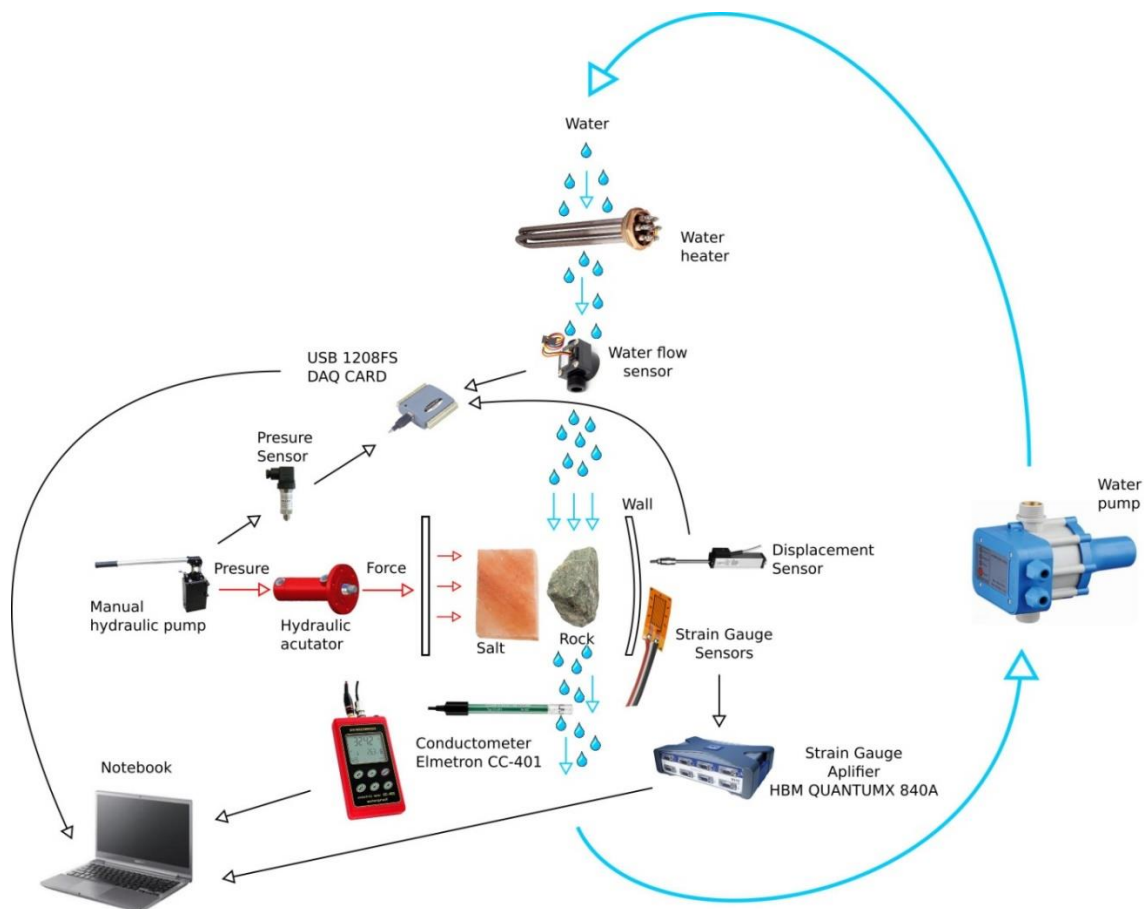 Water
Water
heater
Water flow
sensor
USB 1208FS
DAQ CARD
Presure
Sensor
Wall
Water
pump
Displacement
Sensor
Presure
Force
Manual
hydraulic pump
Hydraulic
acutator
Salt
Rock
Strain Gauge
Sensors
Conductometer
Elmetron CC-401
Strain Gauge
Aplifier
HBM QUANTUMX 840A
Notebook